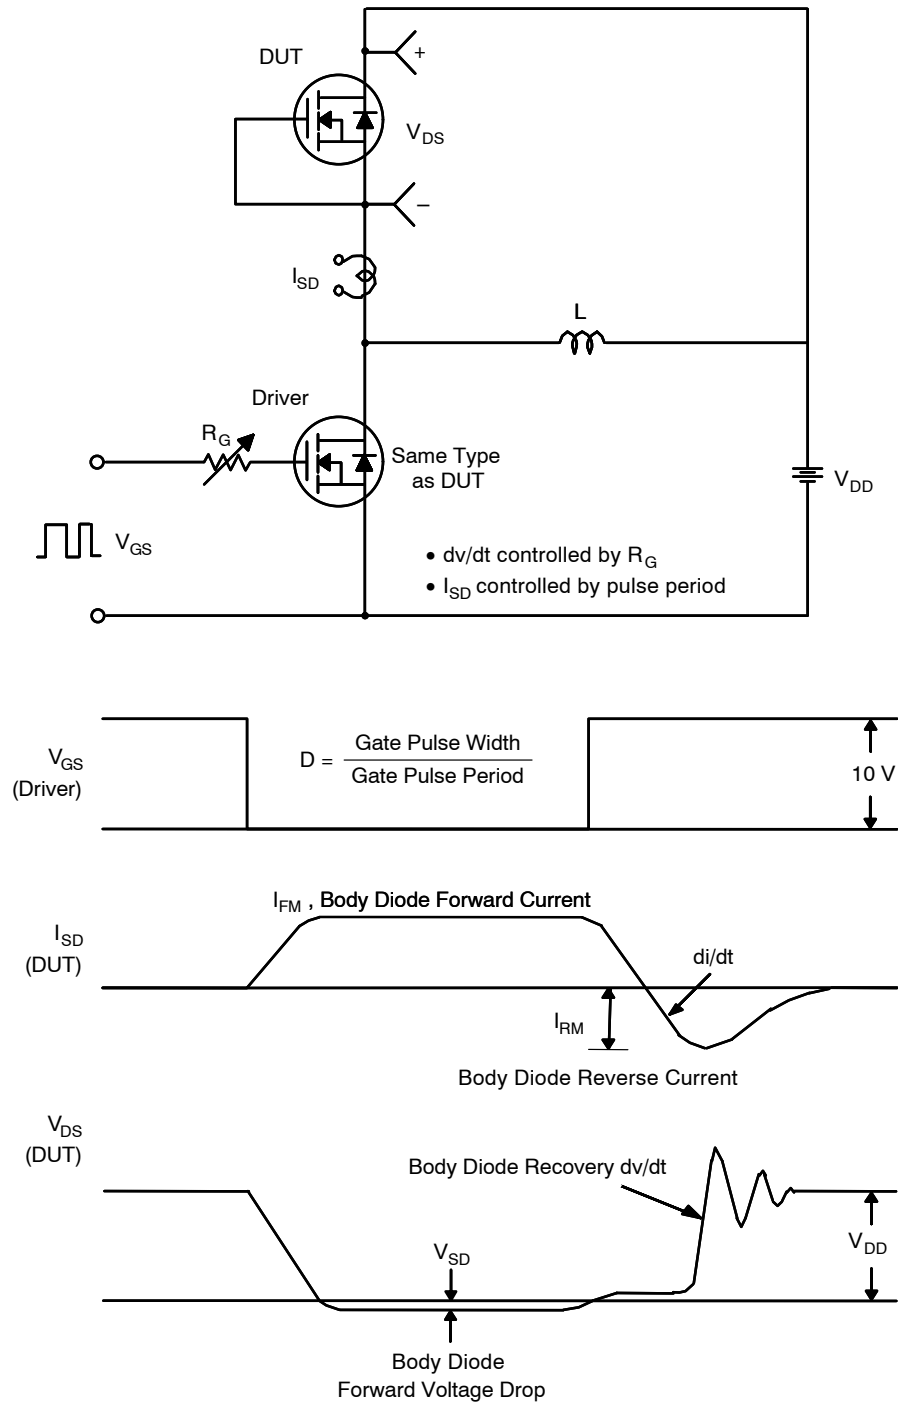 DUT
+
V_DS
−
I_SD
L
Driver
R_G
Same Type
as DUT
V_DD
V_GS
• dv/dt controlled by R_G
• I_SD controlled by pulse period
V_GS
(Driver)
D = Gate Pulse Width
Gate Pulse Period
10 V
I_FM , Body Diode Forward Current
I_SD
(DUT)
di/dt
I_RM
Body Diode Reverse Current
V_DS
(DUT)
Body Diode Recovery dv/dt
V_SD
V_DD
Body Diode
Forward Voltage Drop